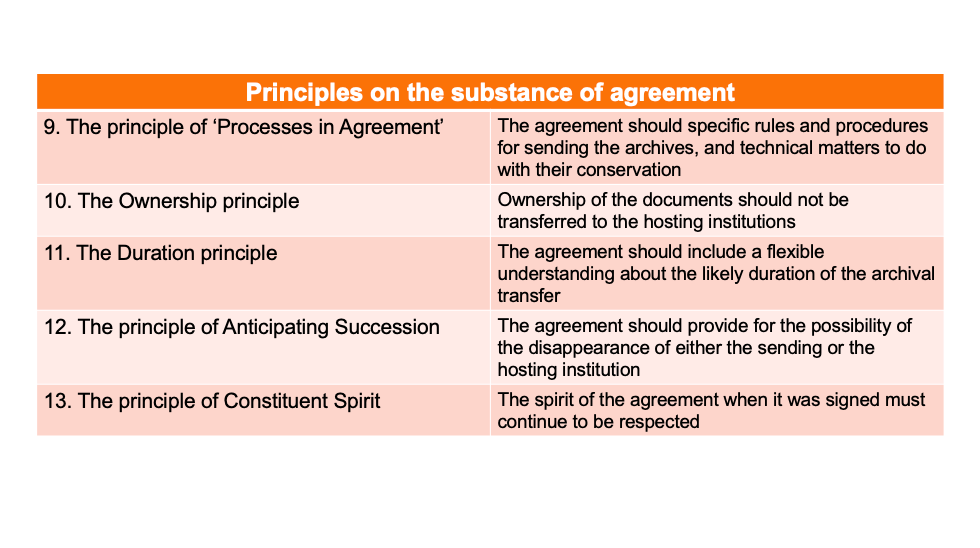 Principles on the substance of agreement
9. The principle of ‘Processes in Agreement’
The agreement should specific rules and procedures
for sending the archives, and technical matters to do
with their conservation
10. The Ownership principle
Ownership of the documents should not be
transferred to the hosting institutions
11. The Duration principle
The agreement should include a flexible
understanding about the likely duration of the archival
transfer
12. The principle of Anticipating Succession
The agreement should provide for the possibility of
the disappearance of either the sending or the
hosting institution
13. The principle of Constituent Spirit
The spirit of the agreement when it was signed must
continue to be respected